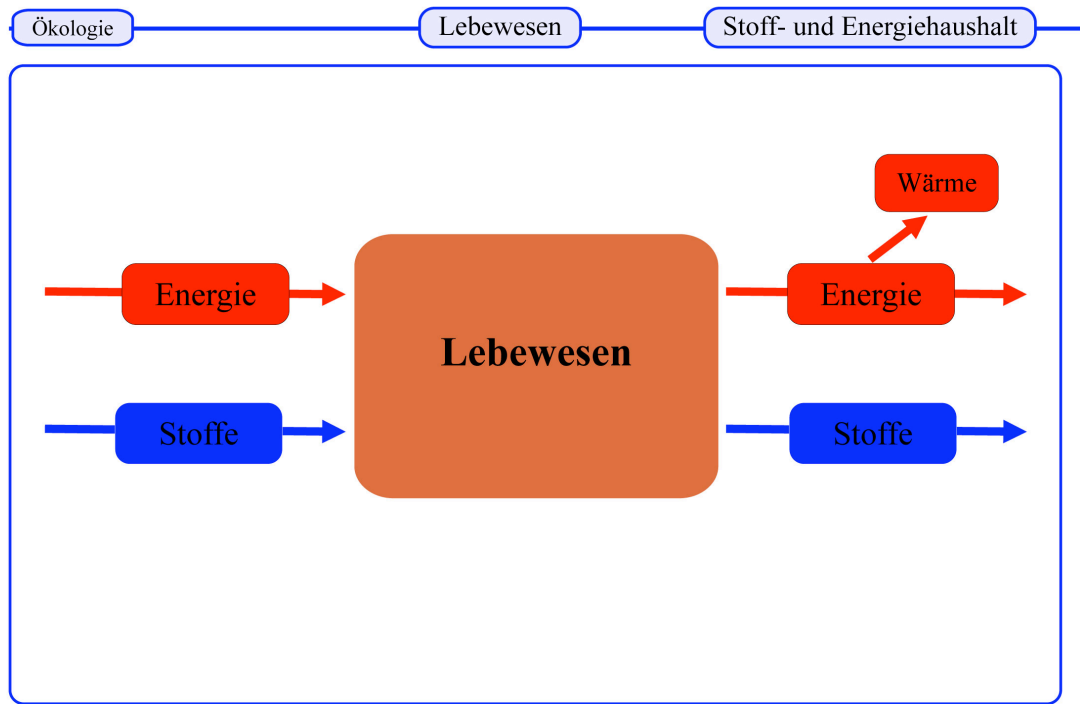 Ökologie
Lebewesen
Stoff- und Energiehaushalt
Wärme
Energie
Energie
Lebewesen
Stoffe
Stoffe